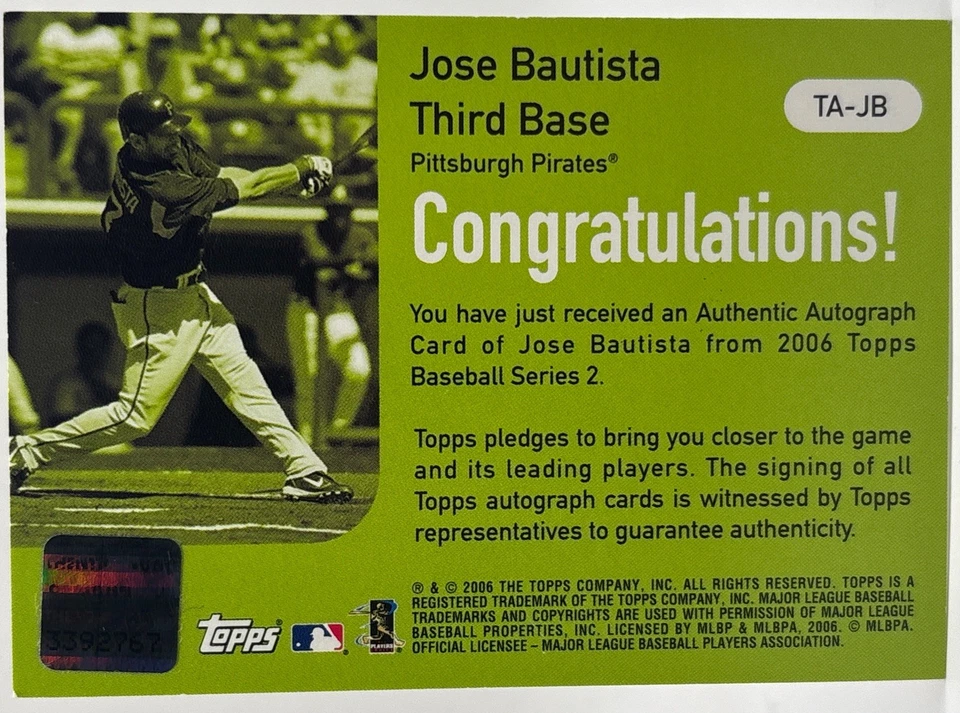 Jose Bautista
Third Base
Pittsburgh Pirates®
TA-JB
Congratulations!
You have just received an Authentic Autograph
Card of Jose Bautista from 2006 Topps
Baseball Series 2.
Topps pledges to bring you closer to the game
and its leading players. The signing of all
Topps autograph cards is witnessed by Topps
representatives to guarantee authenticity.
® & © 2006 THE TOPPS COMPANY, INC. ALL RIGHTS RESERVED. TOPPS IS A
REGISTERED TRADEMARK OF THE TOPPS COMPANY, INC. MAJOR LEAGUE BASEBALL
TRADEMARKS AND COPYRIGHTS ARE USED WITH PERMISSION OF MAJOR LEAGUE
BASEBALL PROPERTIES, INC. LICENSED BY MLBP & MLBPA, 2006. © MLBPA.
OFFICIAL LICENSEE – MAJOR LEAGUE BASEBALL PLAYERS ASSOCIATION.
Topps®
PLAYERS
3392767